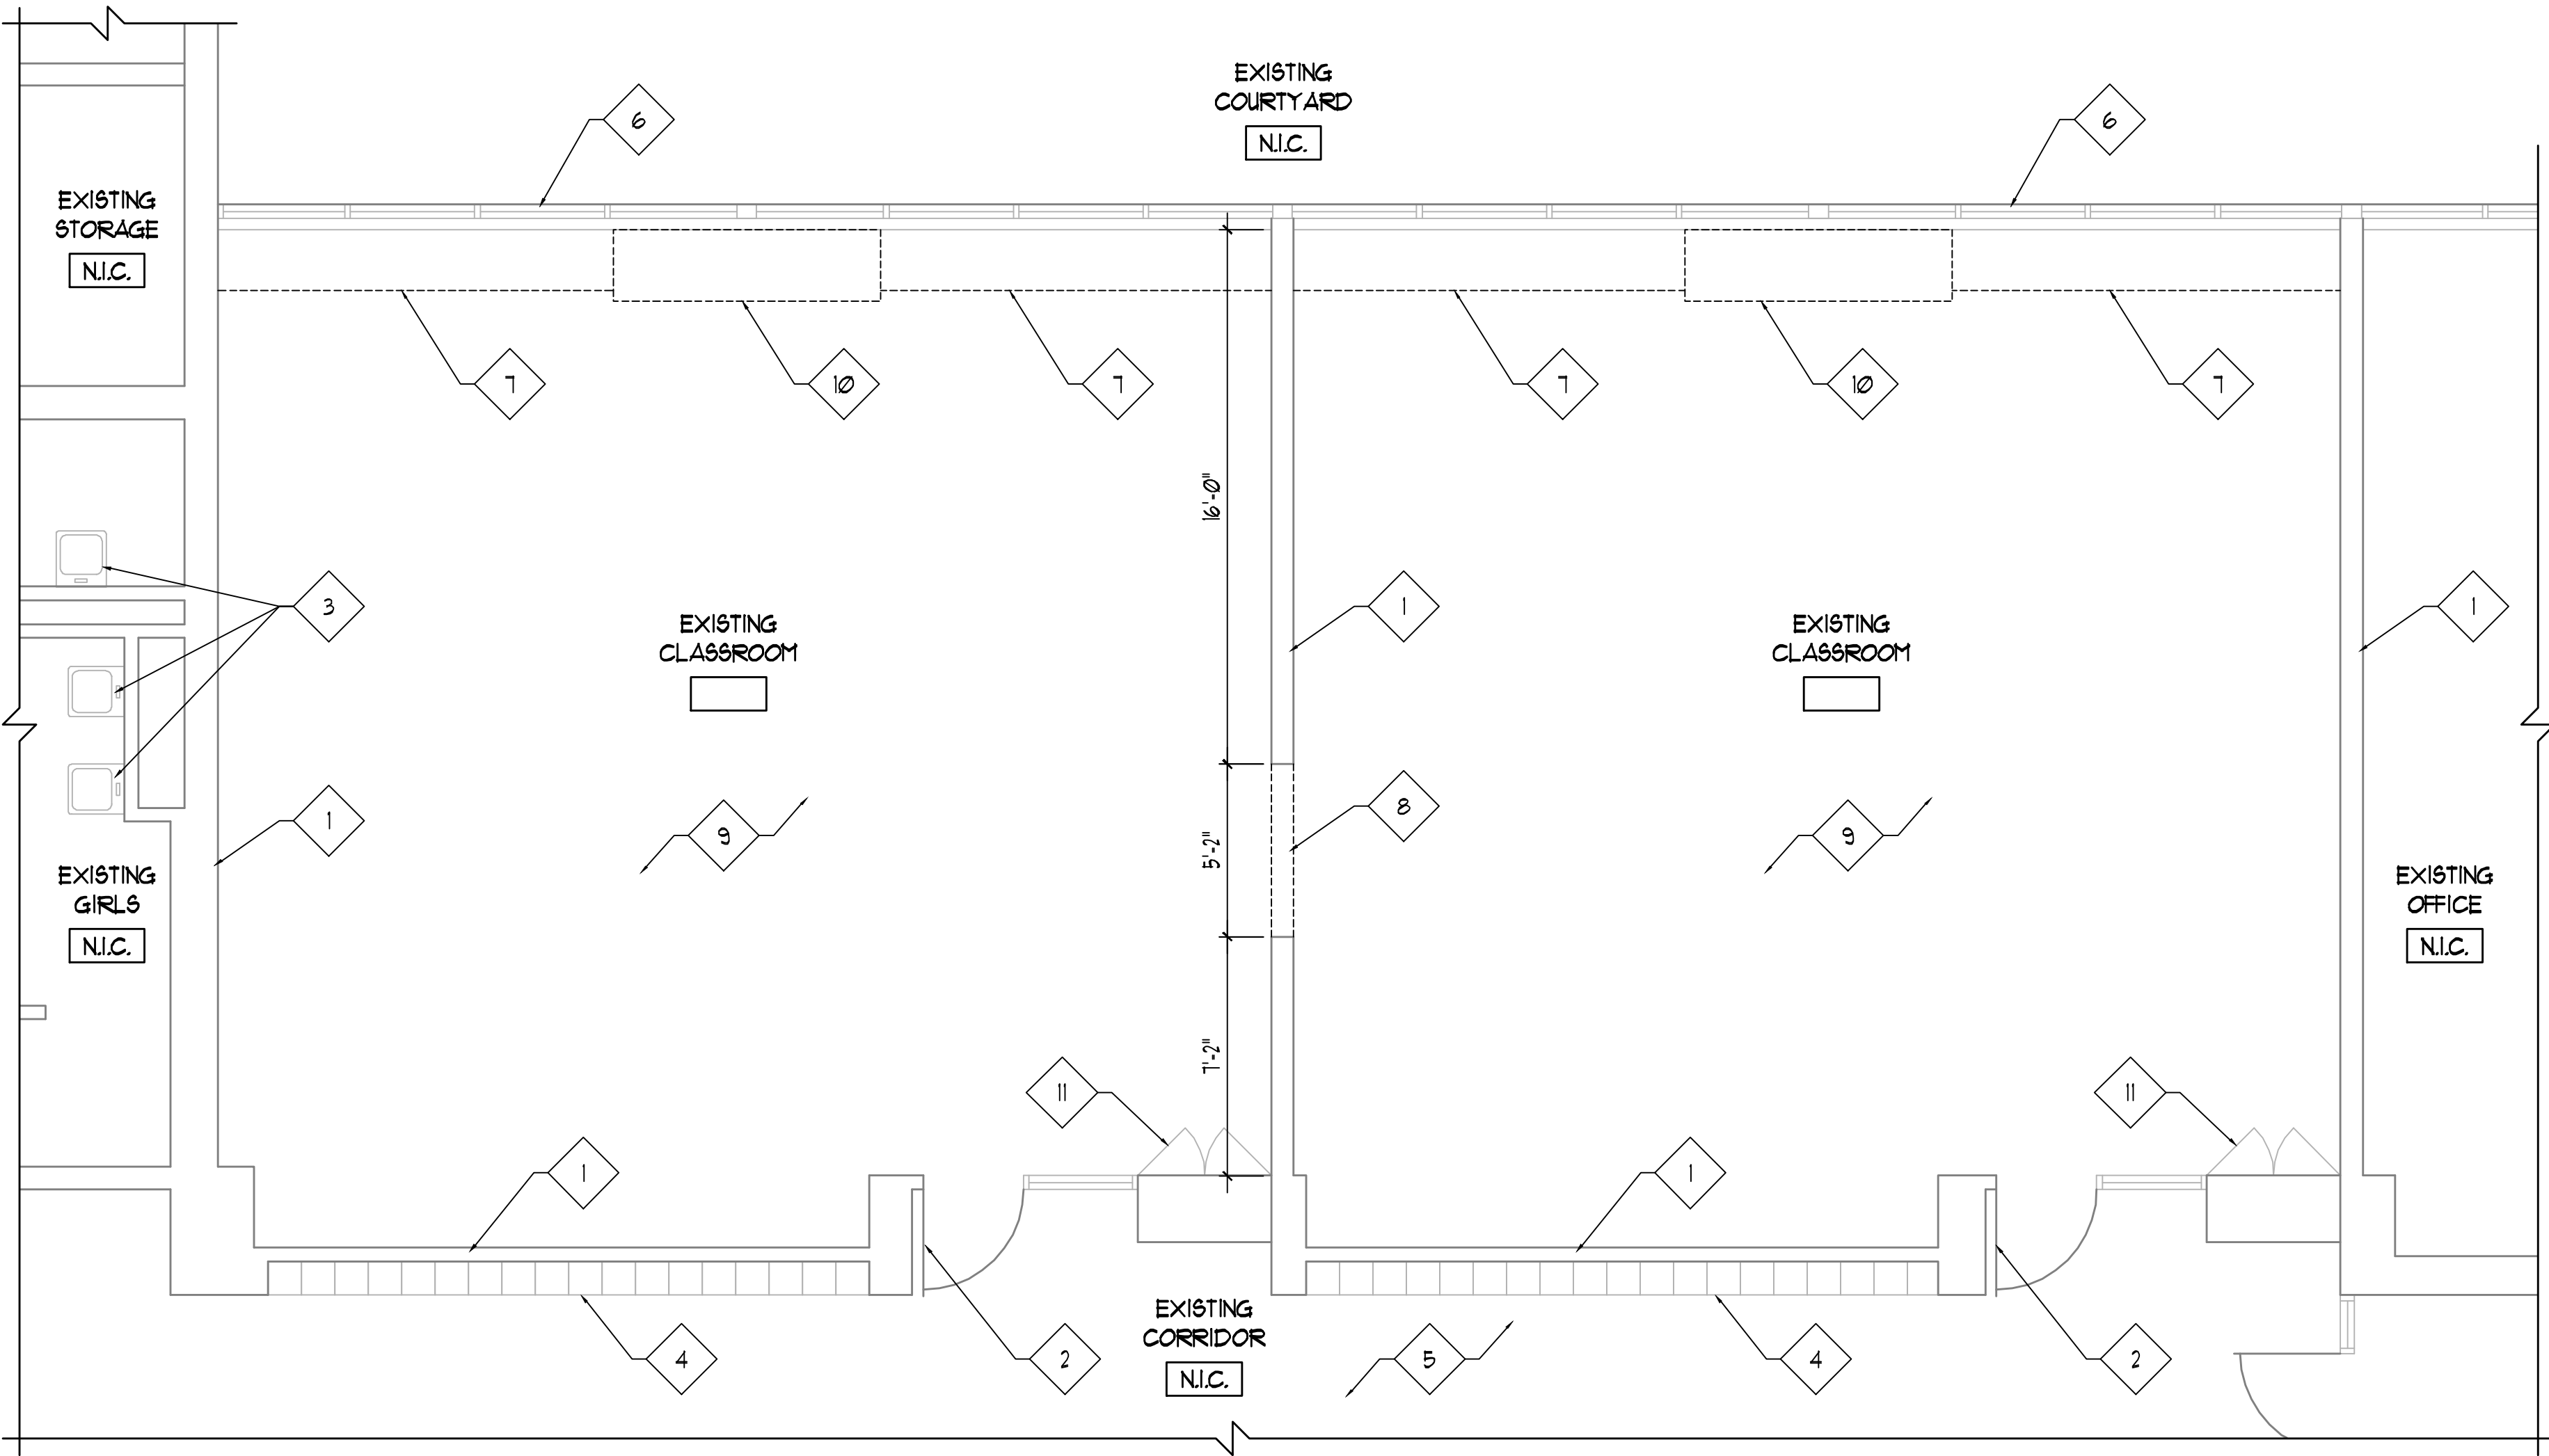 EXISTING
COURTYARD
N.I.C.
6
6
EXISTING
STORAGE
N.I.C.
7
10
7
7
10
7
16'-0"
3
1
1
EXISTING
CLASSROOM
EXISTING
CLASSROOM
8
5'-2"
1
9
9
EXISTING
GIRLS
N.I.C.
EXISTING
OFFICE
N.I.C.
7'-2"
11
11
1
1
EXISTING
CORRIDOR
N.I.C.
4
2
5
4
2